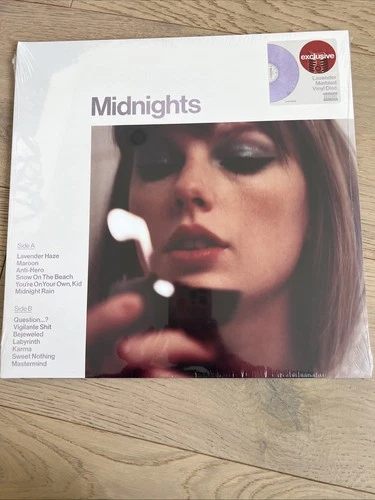 exclusive
Lavender
Marbled
Vinyl Disc
Midnights
Side A
Lavender Haze
Maroon
Anti-Hero
Snow On The Beach
You're On Your Own, Kid
Midnight Rain
Side B
Question...?
Vigilante Shit
Bejeweled
Labyrinth
Karma
Sweet Nothing
Mastermind